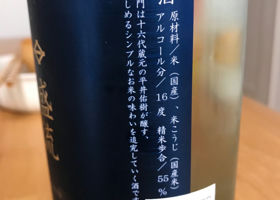 酒
原材料/米(国産)、米こうじ(国産米)
アルコール分/16度 精米歩合/55%
門は十六代蔵元の平井佑樹が醸す、
しめるシンプルなお米の味わいを追究していく酒です